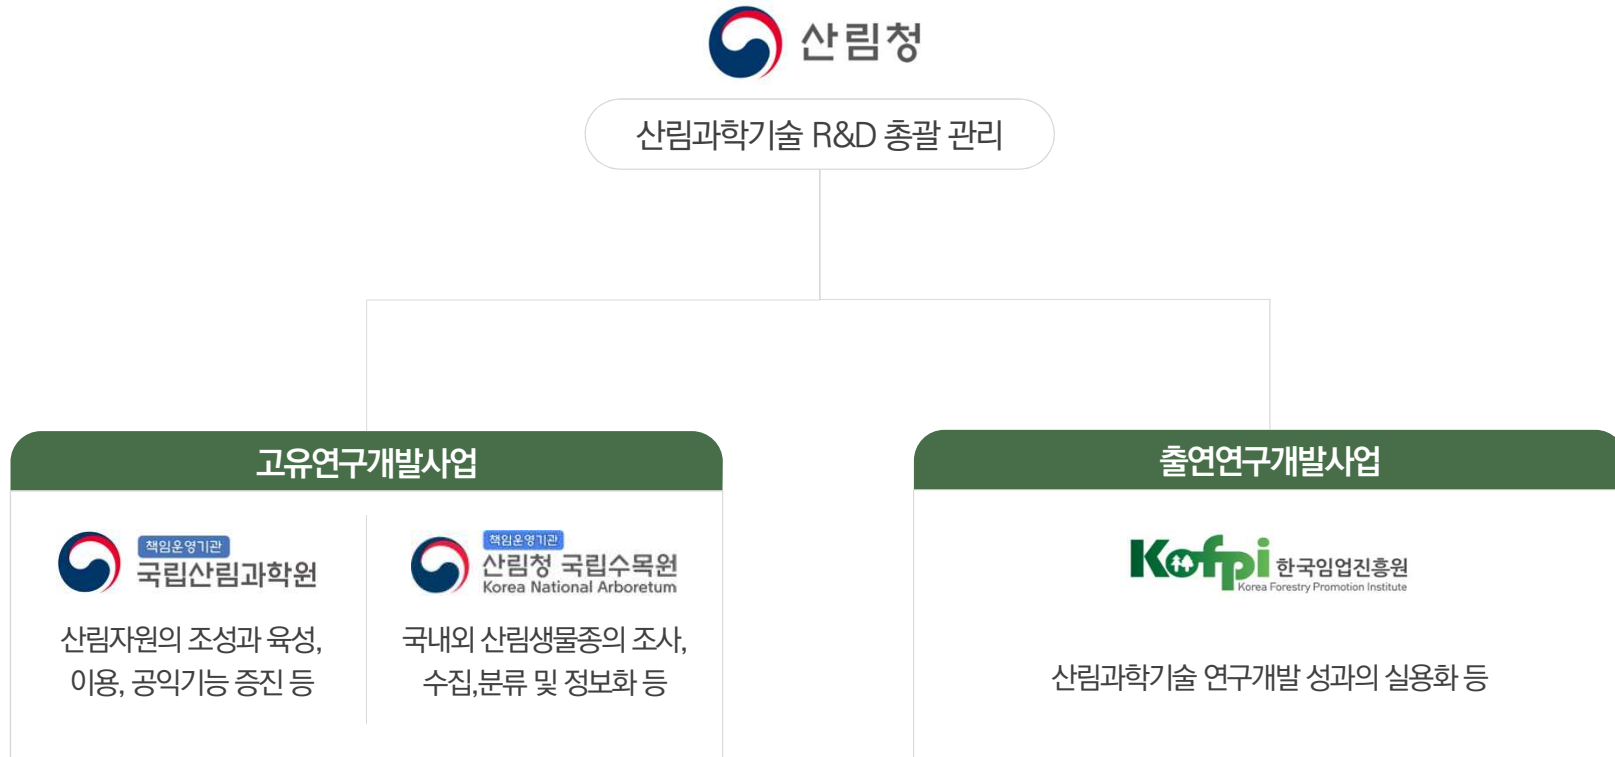 산림청
산림과학기술 R&D 총괄 관리
고유연구개발사업
책임운영기관
국립산림과학원
산림자원의 조성과 육성,
이용, 공익기능 증진 등
책임운영기관
산림청 국립수목원
Korea National Arboretum
국내외 산림생물종의 조사,
수집,분류 및 정보화 등
출연연구개발사업
Kofpi 한국임업진흥원
Korea Forestry Promotion Institute
산림과학기술 연구개발 성과의 실용화 등